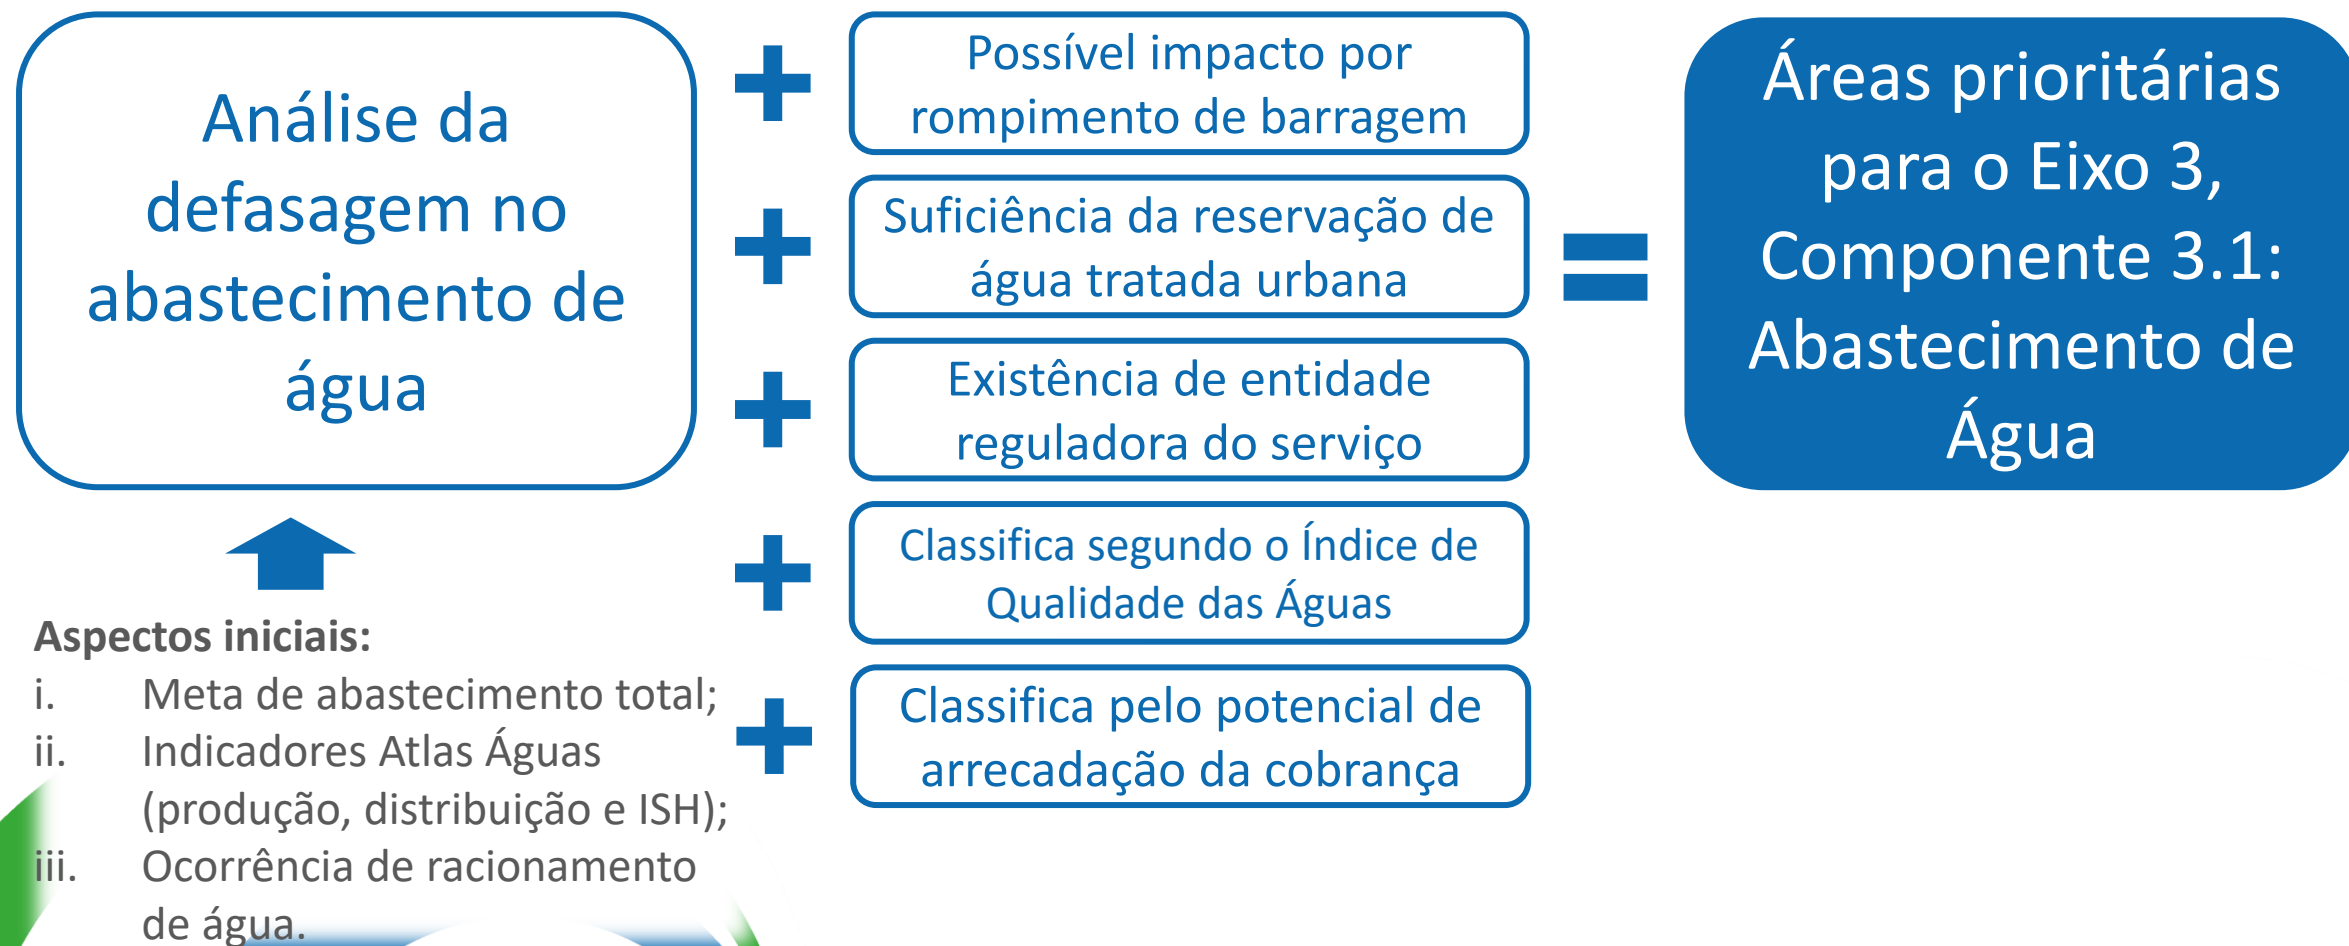 Análise da
defasagem no
abastecimento de
água
Aspectos iniciais:
i. Meta de abastecimento total;
ii. Indicadores Atlas Águas
(produção, distribuição e ISH);
iii. Ocorrência de racionamento
de água.
+
Possível impacto por
rompimento de barragem
+
Suficiência da reservação de
água tratada urbana
+
Existência de entidade
reguladora do serviço
+
Classifica segundo o Índice de
Qualidade das Águas
+
Classifica pelo potencial de
arrecadação da cobrança
=
Áreas prioritárias
para o Eixo 3,
Componente 3.1:
Abastecimento de
Água